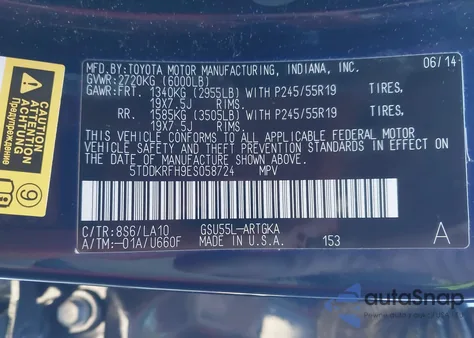 MFD.BY:TOYOTA MOTOR MANUFACTURING, INDIANA, INC. 06/14
GVWR:2720KG (6000LB)
GAWR:FRT. 1340KG (2955LB) WITH P245/55R19 TIRES,
19X7.5J RIMS.
RR. 1585KG (3505LB) WITH P245/55R19 TIRES,
19X7.5J RIMS.
THIS VEHICLE CONFORMS TO ALL APPLICABLE FEDERAL MOTOR
VEHICLE SAFETY AND THEFT PREVENTION STANDARDS IN EFFECT
ON THE DATE OF MANUFACTURE SHOWN ABOVE.
5TDDKRFH9ES058724 MPV
C/TR:8S6/LA10 GSU55L-ARTGKA
A/TM:-01A/U660F MADE IN U.S.A. 153 A
CAUTION
ATTENTION
Предупреждение
9
autoSnap